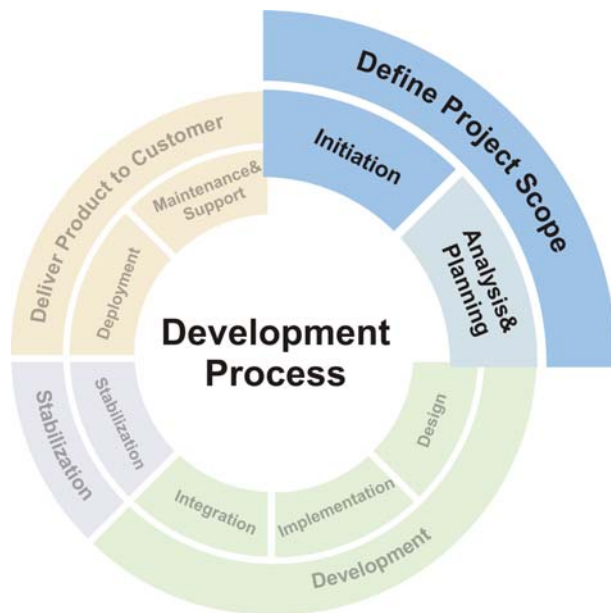 Define Project Scope
Initiation
Analysis&
Planning
Design
Implementation
Integration
Development
Stabilization
Stabilization
Deployment
Maintenance&
Support
Deliver Product to Customer
Development
Process